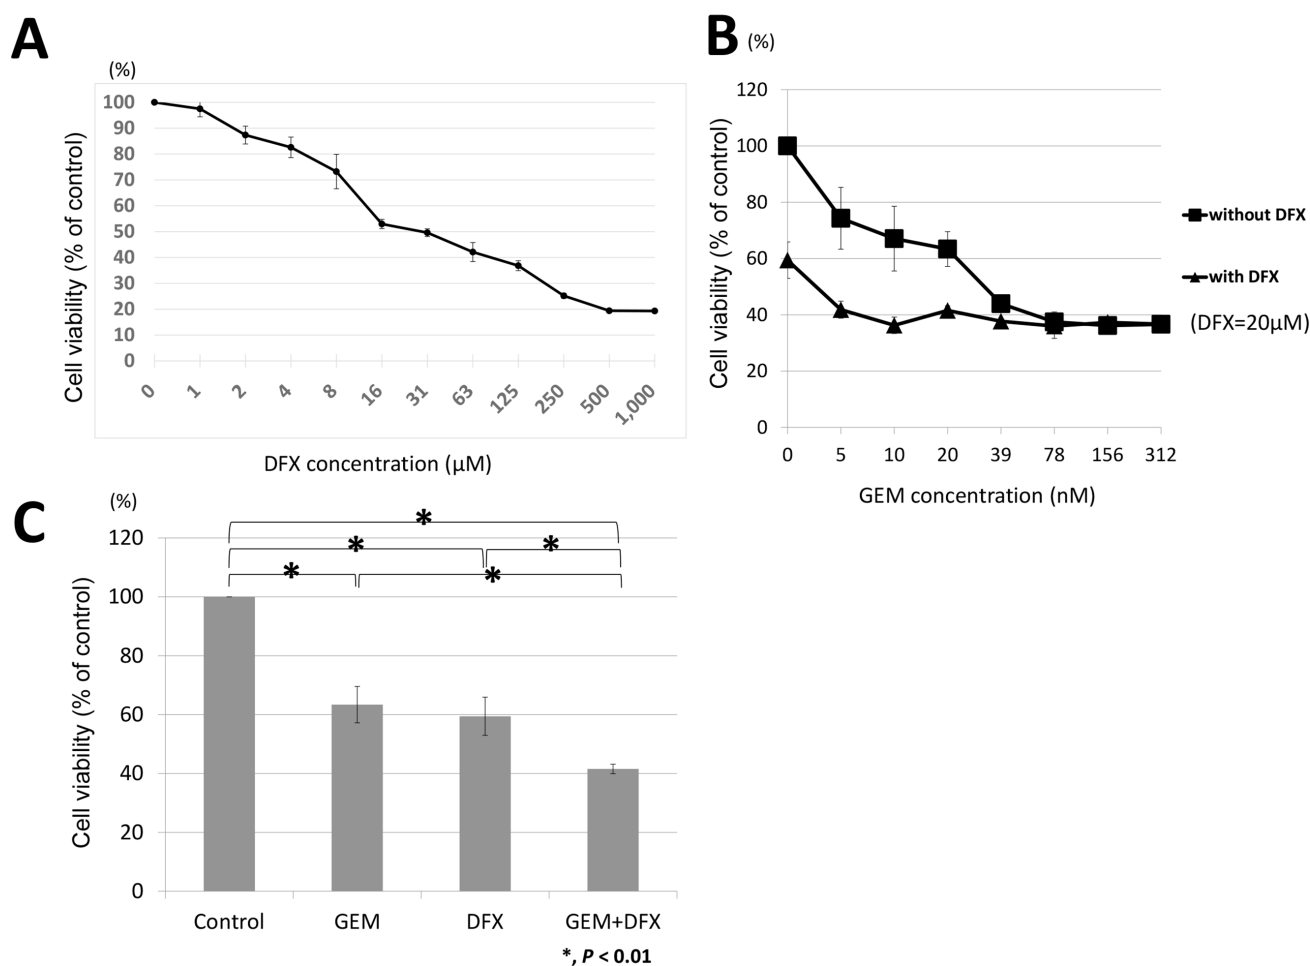 A
(%)
Cell viability (% of control)
100
90
80
70
60
50
40
30
20
10
0
0 1 2 4 8 16 31 63 125 250 500 1,000
DFX concentration (μM)
B (%)
Cell viability (% of control)
120
100
80
60
40
20
0
0 5 10 20 39 78 156 312
GEM concentration (nM)
without DFX
with DFX
(DFX=20μM)
C
(%)
Cell viability (% of control)
120
100
80
60
40
20
0
*
* *
* *
Control GEM DFX GEM+DFX
*, P < 0.01